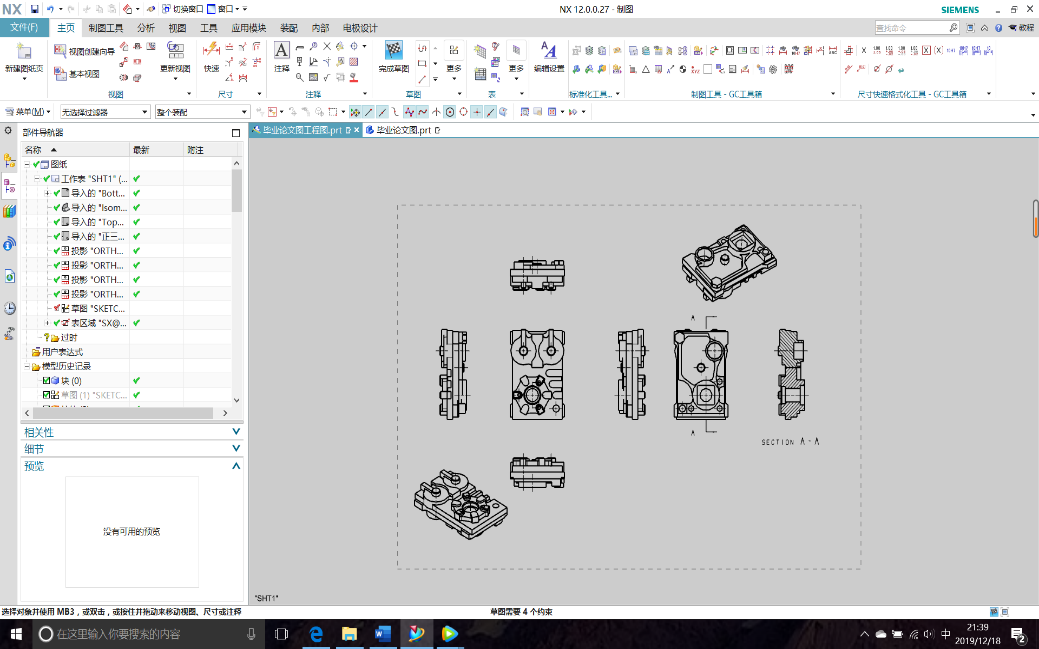 NX
切换窗口 窗口
NX 12.0.0.27 - 制图
SIEMENS
文件(F) 主页 制图工具 分析 视图 视图 工具 应用模块 装配 内部 电极设计
查找命令
教程
新建图纸页
视图创建向导
基本视图
更新视图
快速
注释
完成草图
更多
更多
编辑设置
视图 尺寸 注释 草图 表 标准化工具... 制图工具 - GC工具箱 尺寸快速格式化工具 - GC工具箱
菜单(M) 无选择过滤器 整个装配
部件导航器
毕业论文图工程图.prt
毕业论文图.prt
名称 最新 附注
图纸
工作表 "SHT1" (...
导入的 "Bott...
导入的 "Isom...
导入的 "Top...
导入的 "正三...
投影 "ORTH...
投影 "ORTH...
投影 "ORTH...
投影 "ORTH...
草图 "SKETC...
表区域 "SX@...
过时
用户表达式
模型历史记录
块 (0)
草图 (1) "SKETC...
相关性
细节
预览
没有可用的预览
A
A
SECTION A-A
"SHT1"
选择对象并使用 MB3，或双击，或按住并拖动来移动视图、尺寸或注释
草图需要 4 个约束
在这里输入你要搜索的内容
中
21:39
2019/12/18
2